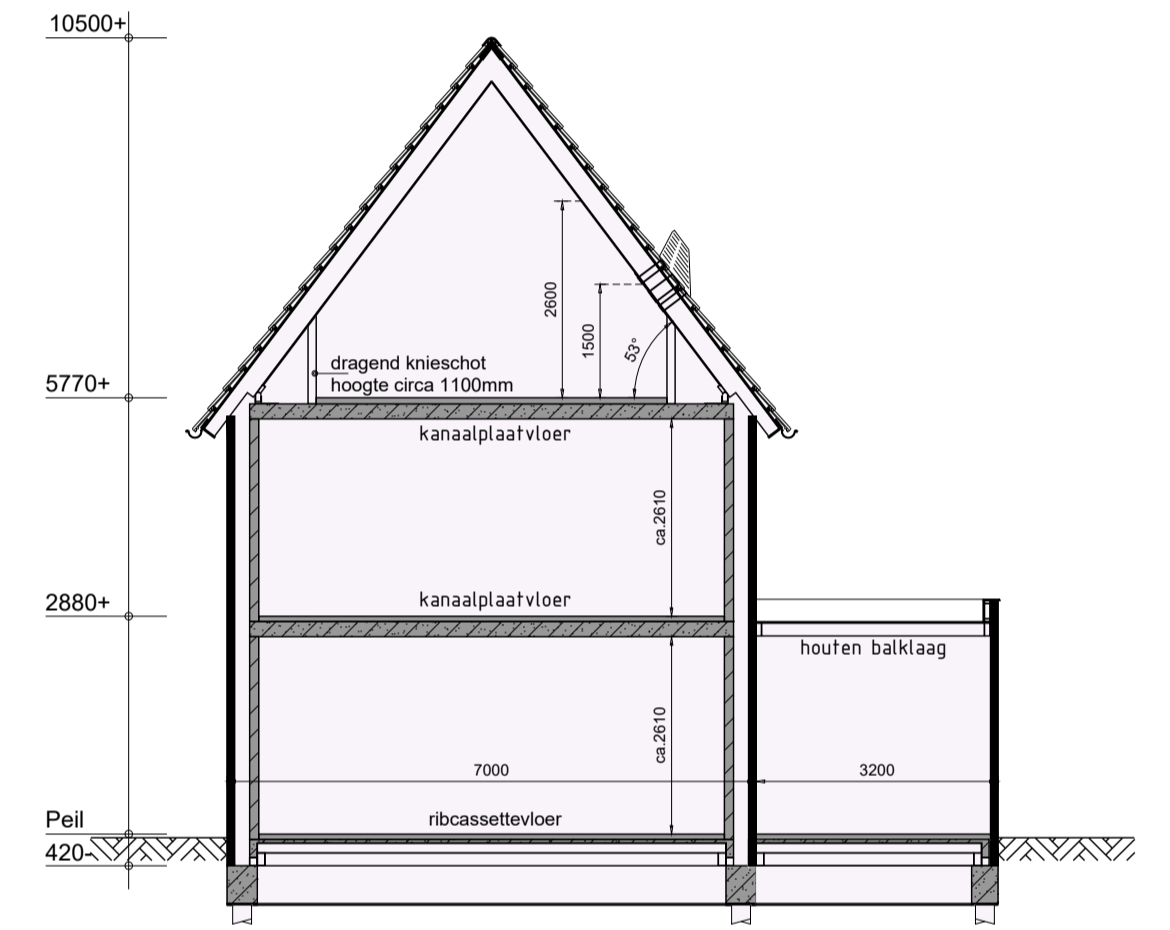 10500+
2600
1500
53°
dragend knieschot
hoogte circa 1100mm
5770+
kanaalplaatvloer
ca.2610
kanaalplaatvloer
2880+
houten balklaag
ca.2610
7000
3200
Peil
ribcassettevloer
420-